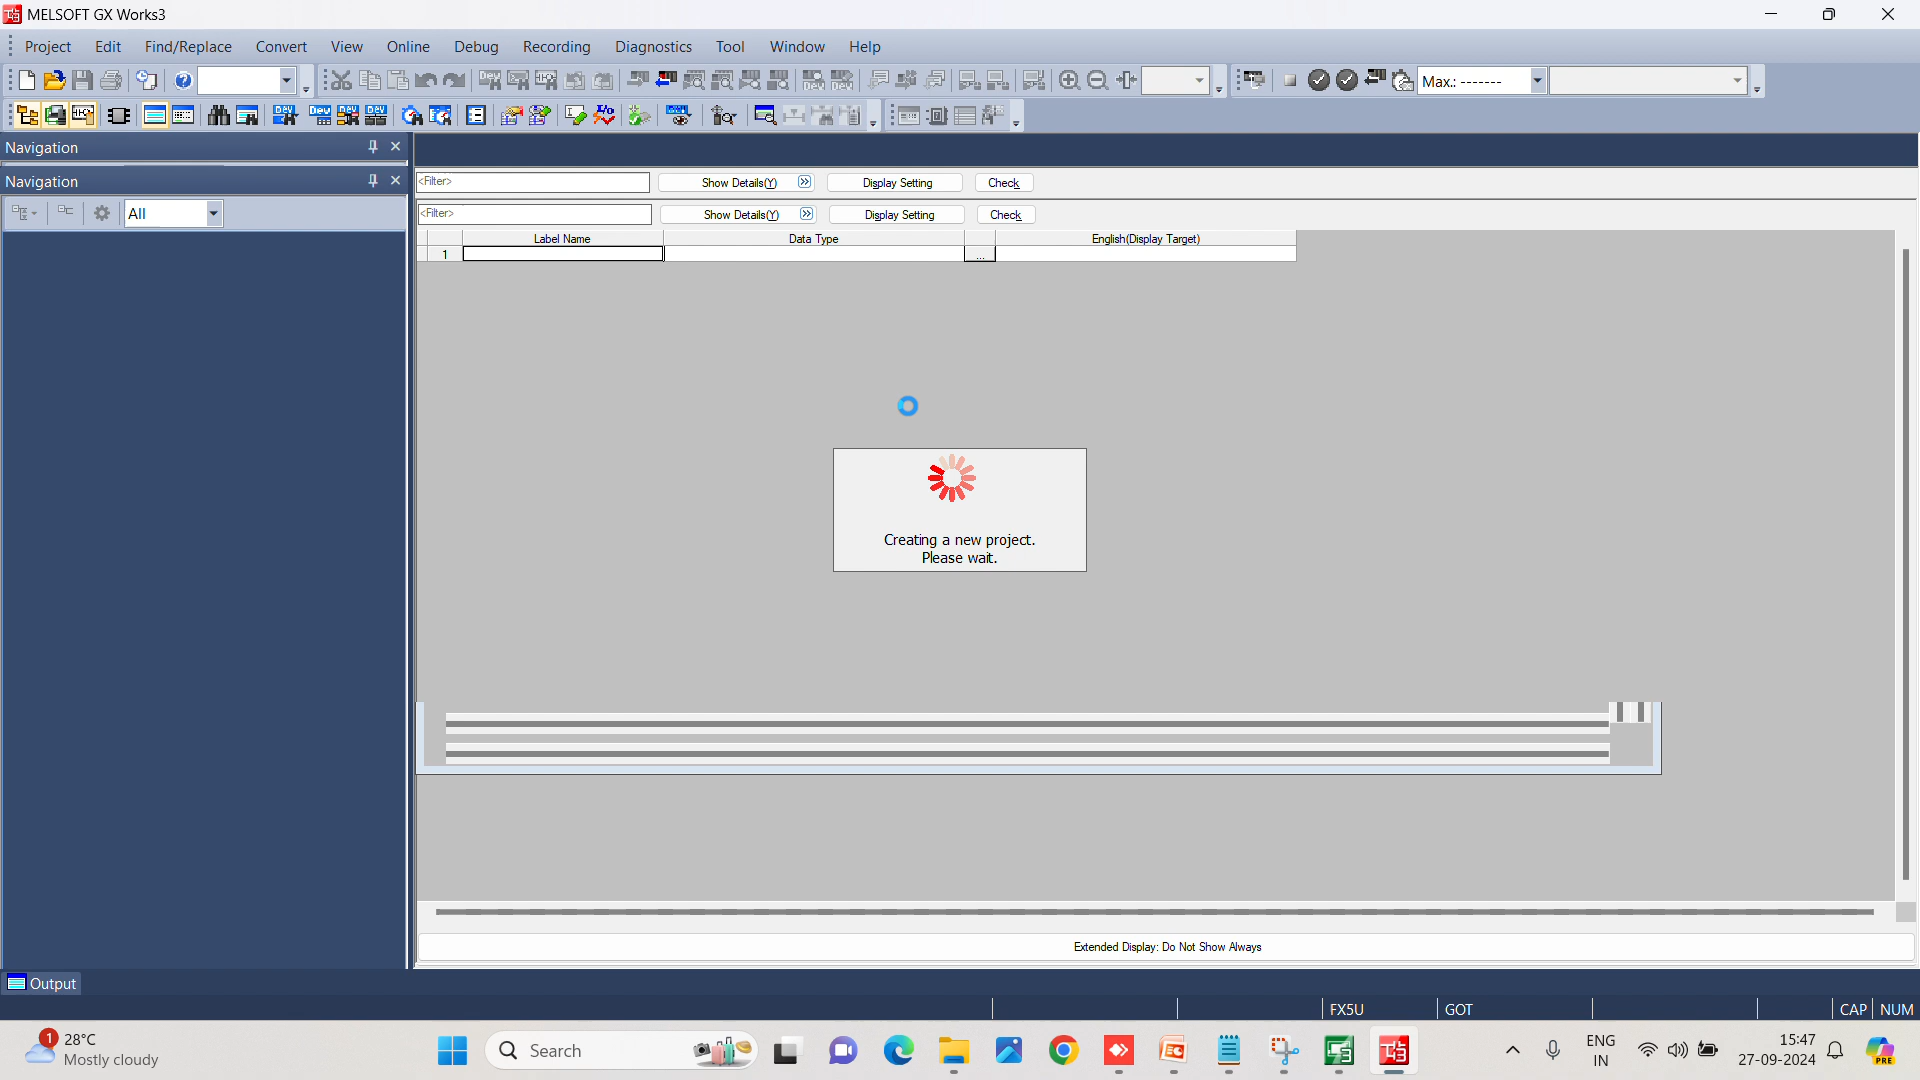 MELSOFT GX Works3
Project Edit Find/Replace Convert View Online Debug Recording Diagnostics Tool Window Help
Max.: -------
Navigation
Navigation
All
<Filter> Show Details(Y) Display Setting Check
<Filter> Show Details(Y) Display Setting Check
Label Name Data Type English(Display Target)
1 ...
Creating a new project.
Please wait.
Extended Display: Do Not Show Always
Output
FX5U GOT CAP NUM
1 28°C
Mostly cloudy
Search
ENG
IN
15:47
27-09-2024
PRE